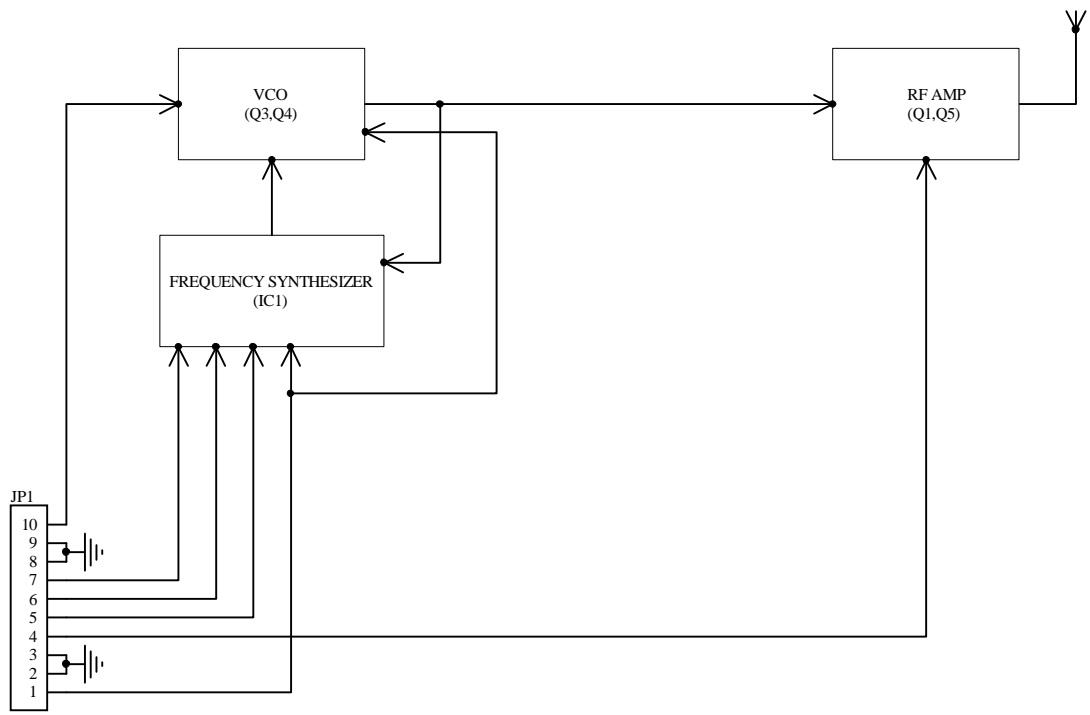 VCO
(Q3,Q4)
RF AMP
(Q1,Q5)
FREQUENCY SYNTHESIZER
(IC1)
JP1
10
9
8
7
6
5
4
3
2
1